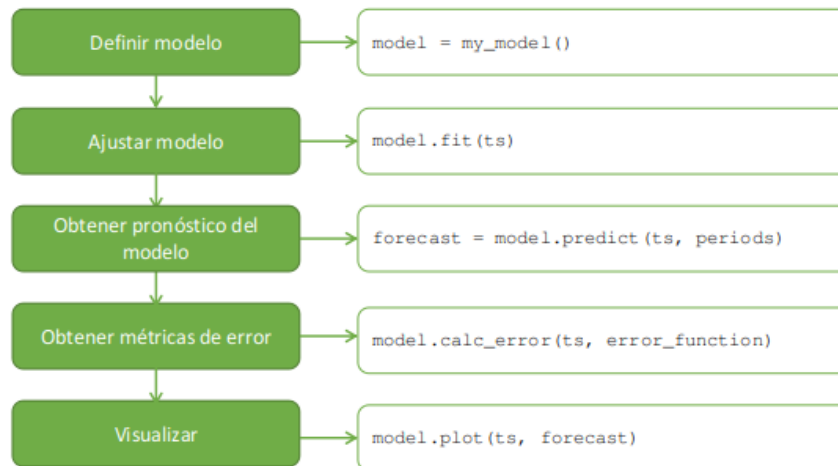 Definir modelo
model = my_model()
Ajustar modelo
model.fit(ts)
Obtener pronóstico del
modelo
forecast = model.predict(ts, periods)
Obtener métricas de error
model.calc_error(ts, error_function)
Visualizar
model.plot(ts, forecast)